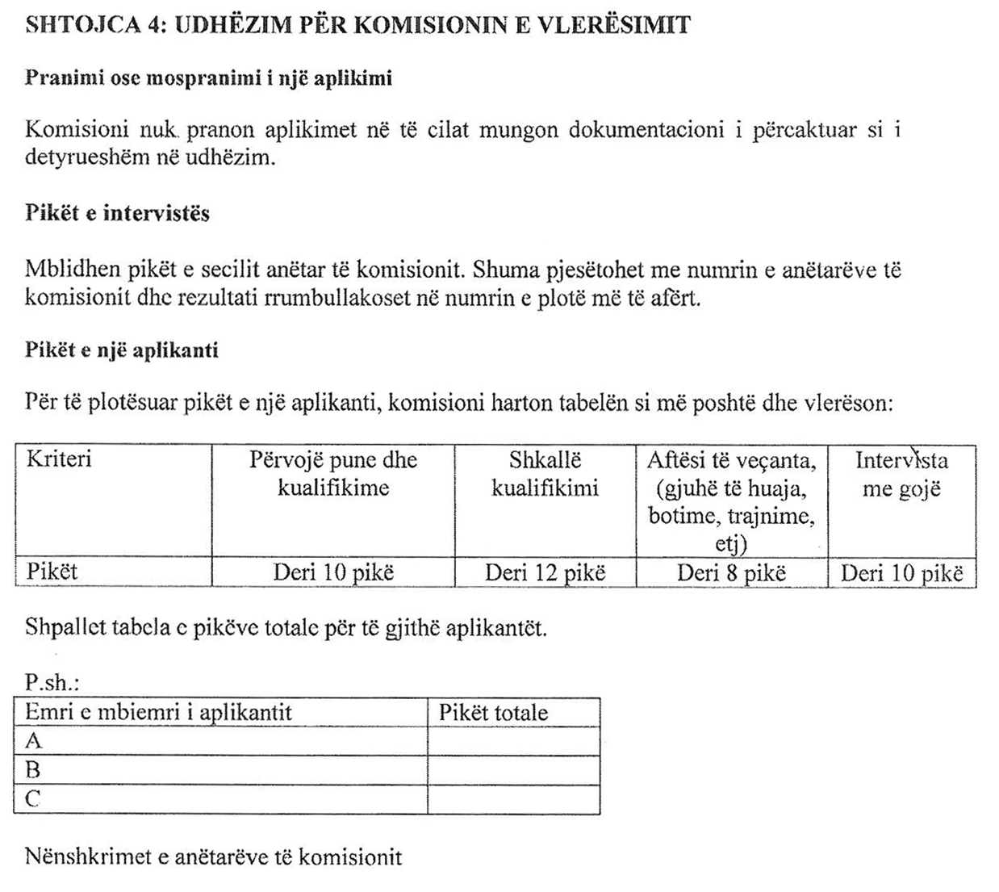 SHTOJCA 4: UDHËZIM PËR KOMISIONIN E VLERËSIMIT
Pranimi ose mospranimi i një aplikimi
Komisioni nuk pranon aplikimet në të cilat mungon dokumentacioni i përcaktuar si i
detyrueshëm në udhëzim.
Pikët e intervistës
Mblidhen pikët e secilit anëtar të komisionit. Shuma pjesëtohet me numrin e anëtarëve të
komisionit dhe rezultati rrumbullakoset në numrin e plotë më të afërt.
Pikët e një aplikanti
Për të plotësuar pikët e një aplikanti, komisioni harton tabelën si më poshtë dhe vlerëson:
Kriteri
Përvojë pune dhe
kualifikime
Shkallë
kualifikimi
Aftësi të veçanta,
(gjuhë të huaja,
botime, trajnime,
etj)
Intervista
me gojë
Pikët
Deri 10 pikë
Deri 12 pikë
Deri 8 pikë
Deri 10 pikë
Shpallet tabela e pikëve totale për të gjithë aplikantët.
P.sh.:
Emri e mbiemri i aplikantit
Pikët totale
A
B
C
Nënshkrimet e anëtarëve të komisionit